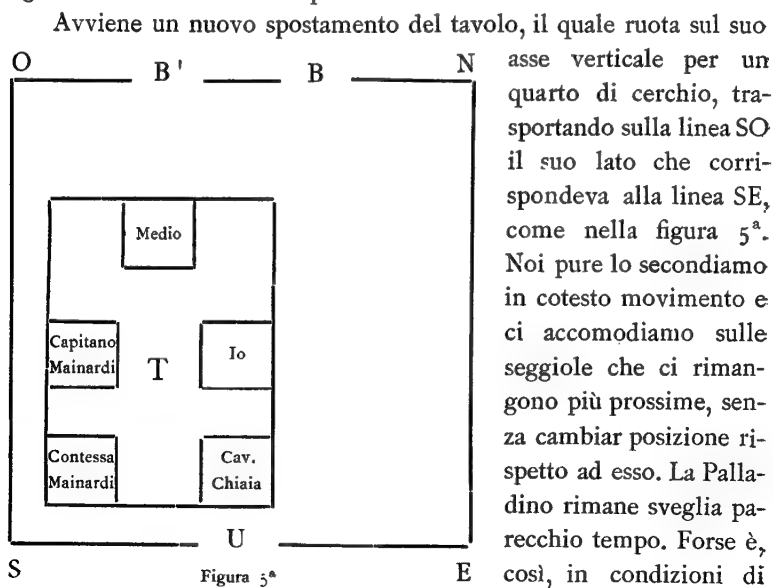 Avviene un nuovo spostamento del tavolo, il quale ruota sul suo
O B' B N
Medio
Capitano
Mainardi
T
Io
Contessa
Mainardi
Cav.
Chiaia
U
S Figura 5ª E
asse verticale per un
quarto di cerchio, tra-
sportando sulla linea SO
il suo lato che corri-
spondeva alla linea SE,
come nella figura 5ª.
Noi pure lo secondiamo
in cotesto movimento e
ci accomodiamo sulle
seggiole che ci riman-
gono più prossime, sen-
za cambiar posizione ri-
spetto ad esso. La Palla-
dino rimane sveglia pa-
recchio tempo. Forse è,
così, in condizioni di